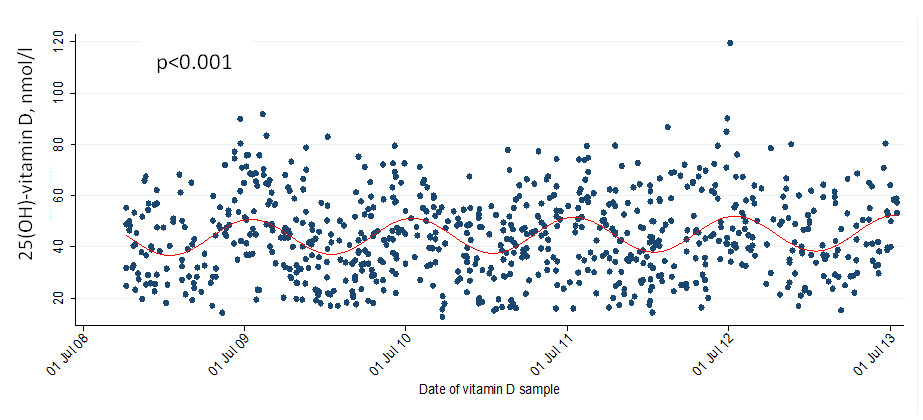 p<0.001
25(OH)-vitamin D, nmol/l
120
100
80
60
40
20
01 Jul 08
01 Jul 09
01 Jul 10
01 Jul 11
01 Jul 12
01 Jul 13
Date of vitamin D sample